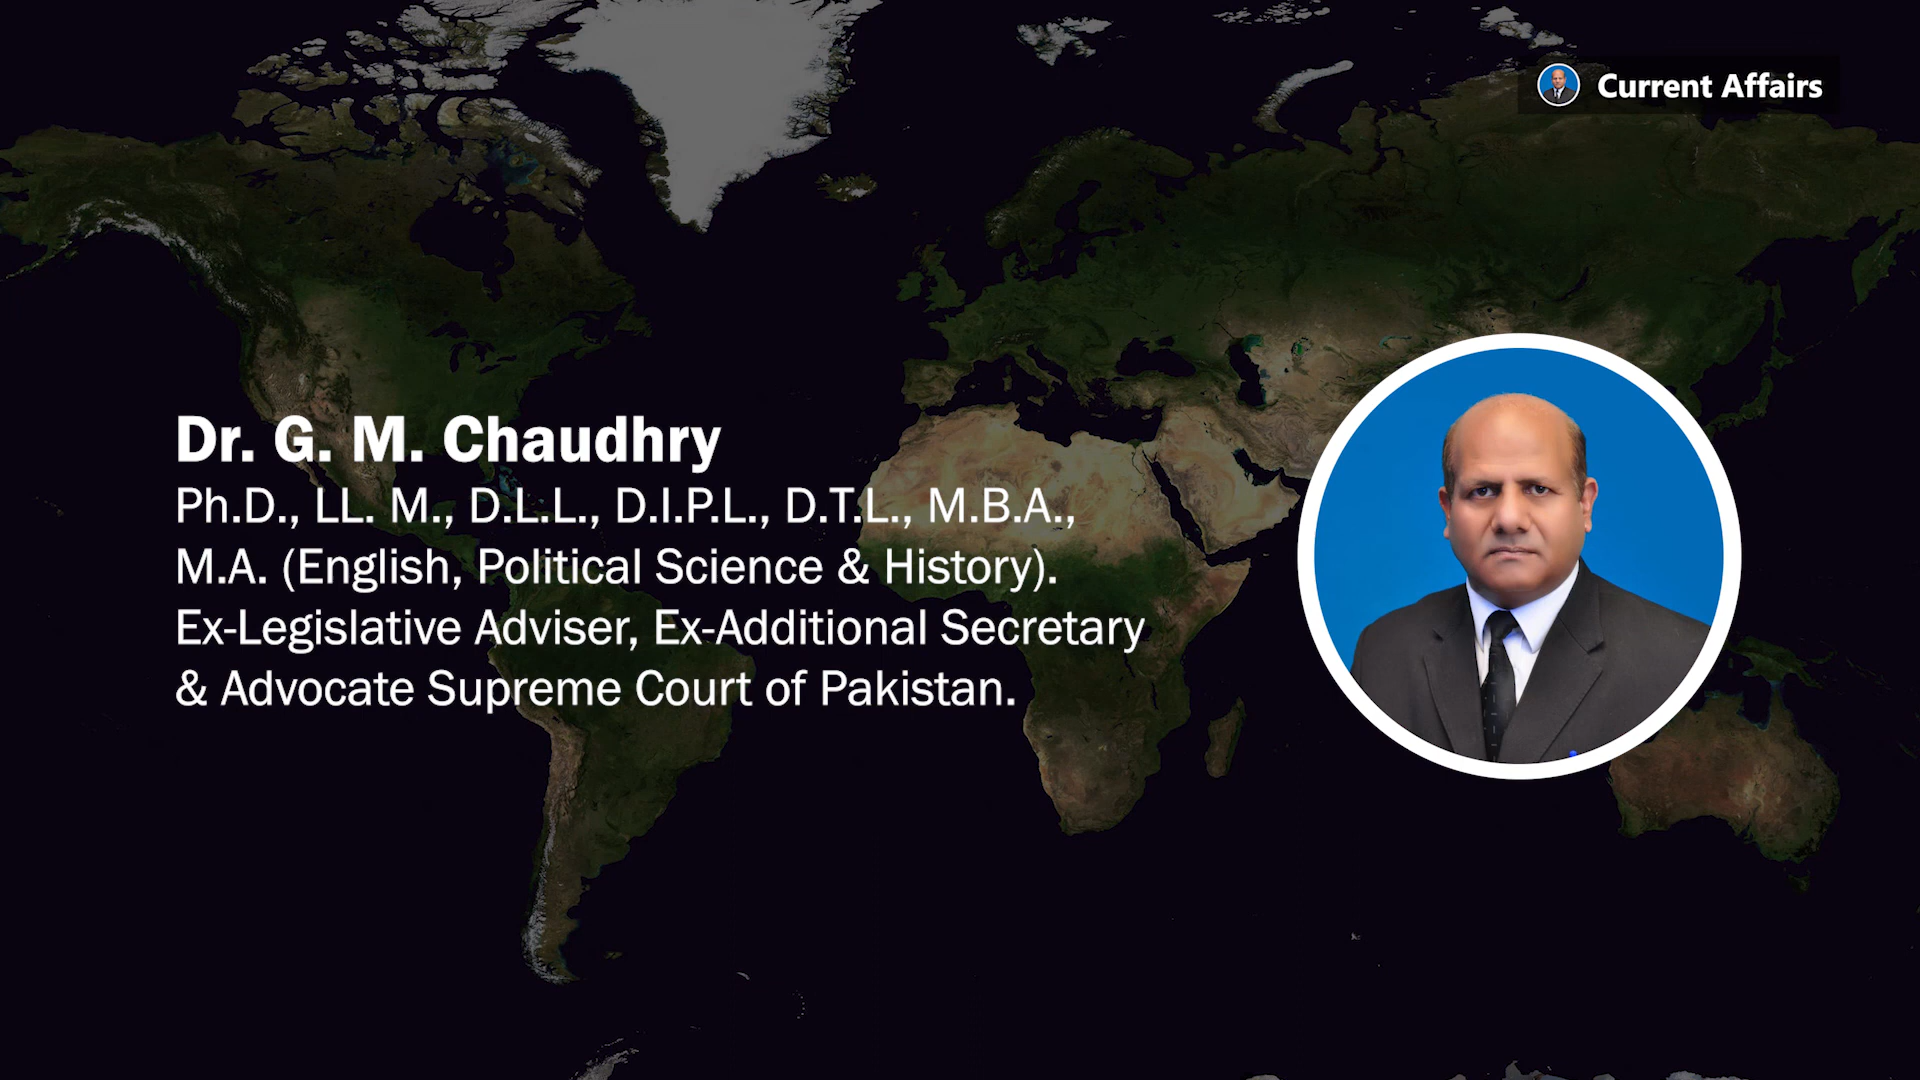 Current Affairs
Dr. G. M. Chaudhry
Ph.D., LL. M., D.L.L., D.I.P.L., D.T.L., M.B.A.,
M.A. (English, Political Science & History).
Ex-Legislative Adviser, Ex-Additional Secretary
& Advocate Supreme Court of Pakistan.